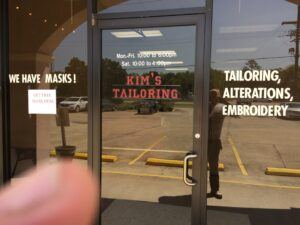 Mon.-Fri. 10:00 to 6:00pm
Sat. 10:00 to 4:00pm
WE HAVE MASKS!
KIM'S
TAILORING
TAILORING,
ALTERATIONS,
EMBROIDERY